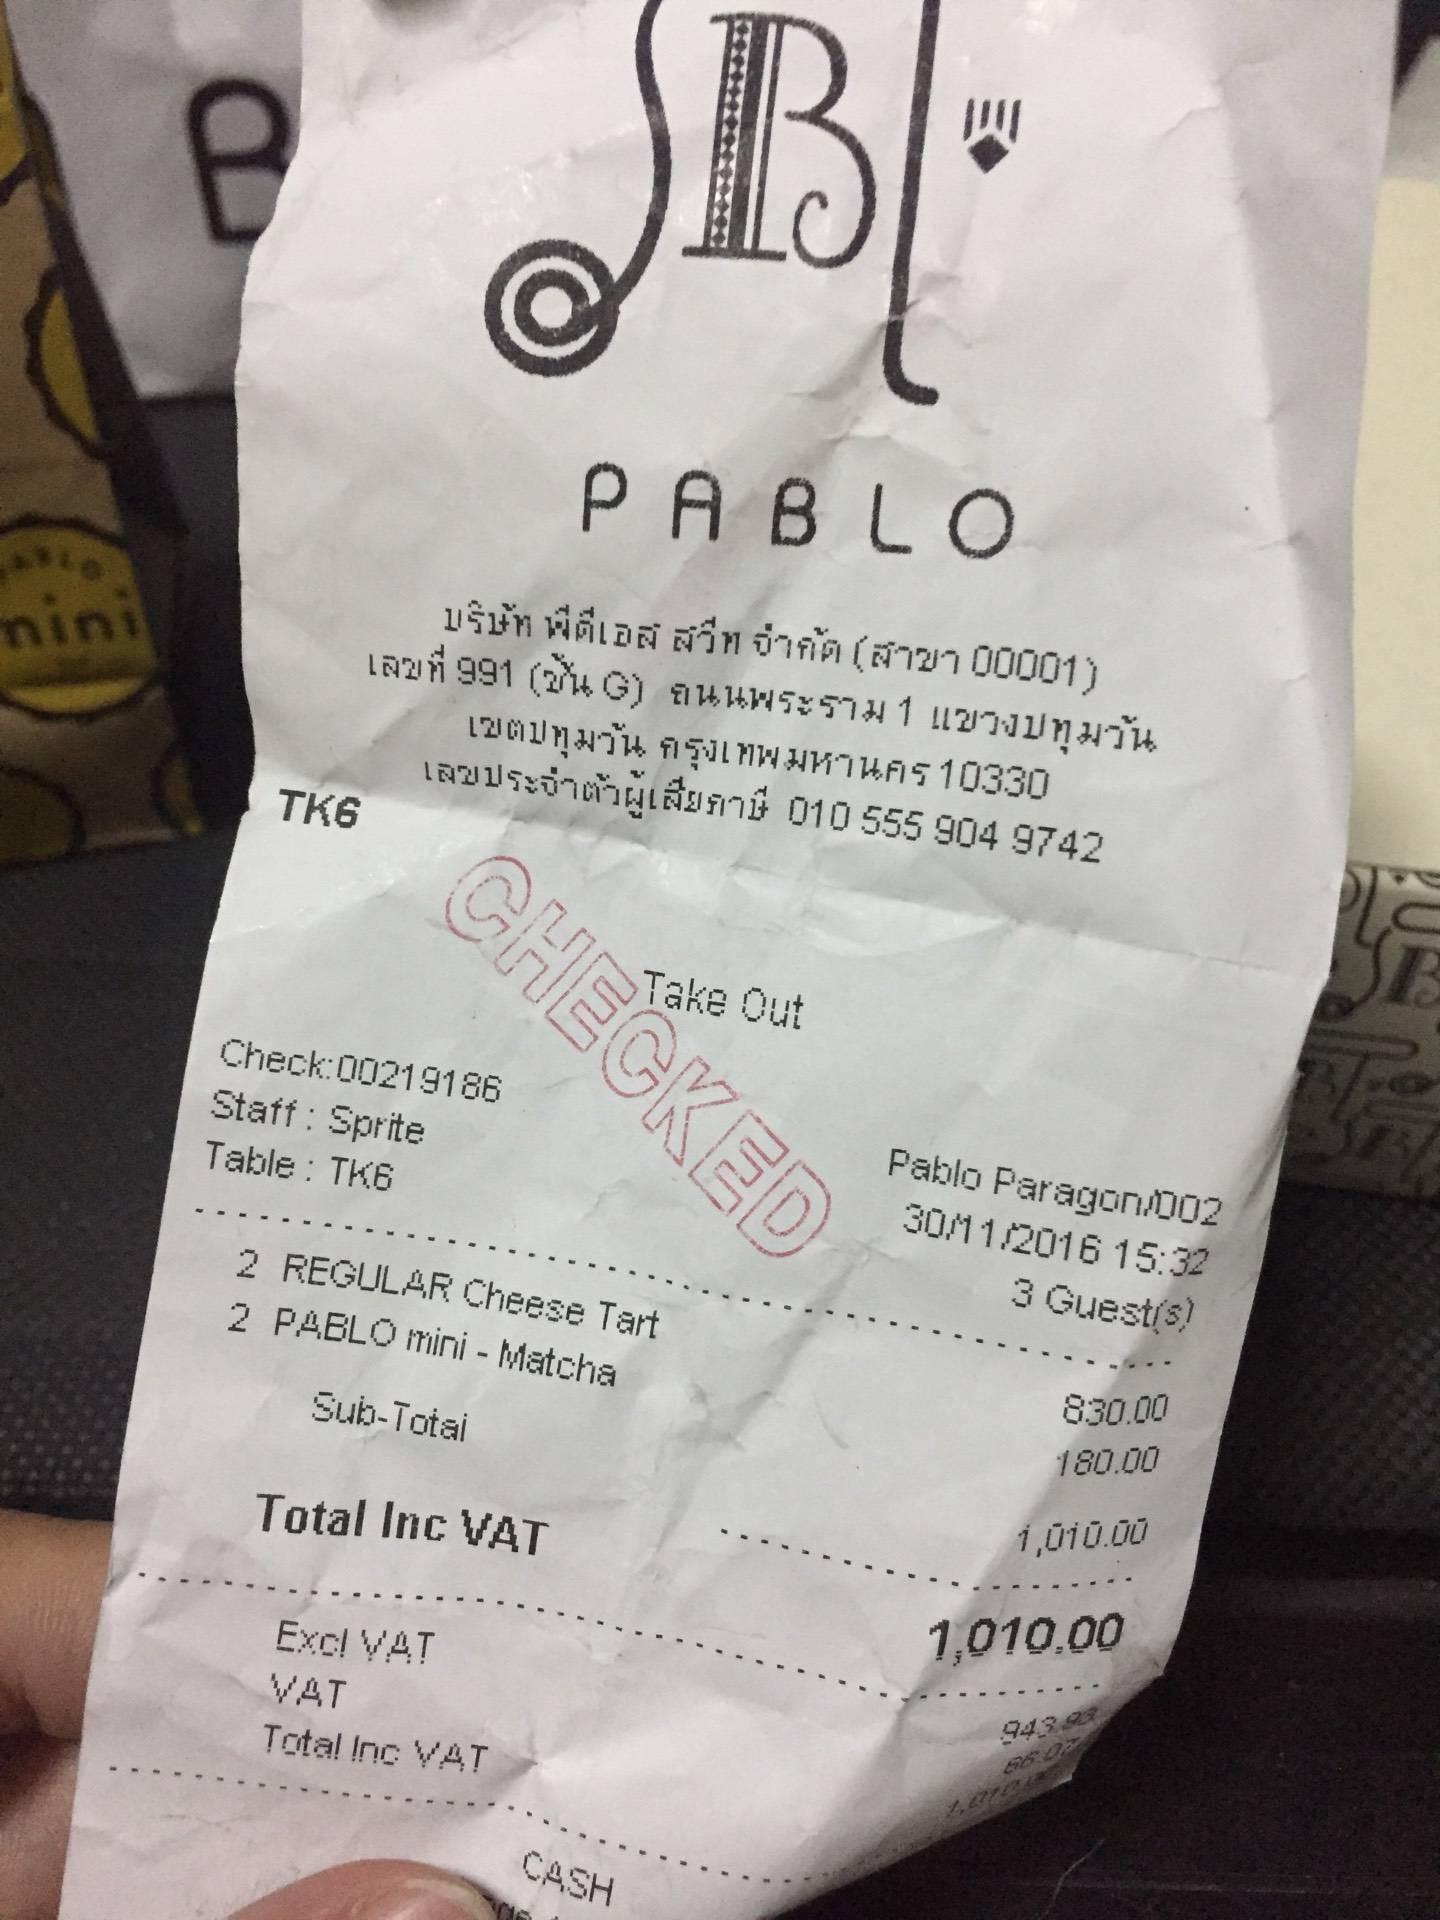 B
PABLO
mini
B
PABLO
บริษัท พีดีเอส สวีท จำกัด (สาขา 00001)
เลขที่ 991 (ชั้น G) ถนนพระราม 1 แขวงปทุมวัน
เขตปทุมวัน กรุงเทพมหานคร 10330
เลขประจำตัวผู้เสียภาษี 010 555 904 9742
TK6
CHECKED
Take Out
Check:00219186
Staff : Sprite
Table : TK6
Pablo Paragon/002
30/11/2016 15:32
3 Guest(s)
2 REGULAR Cheese Tart 830.00
2 PABLO mini - Matcha 180.00
Sub-Total 1,010.00
Total Inc VAT 1,010.00
Excl VAT 943.93
VAT 66.07
Total Inc VAT 1,010.00
CASH